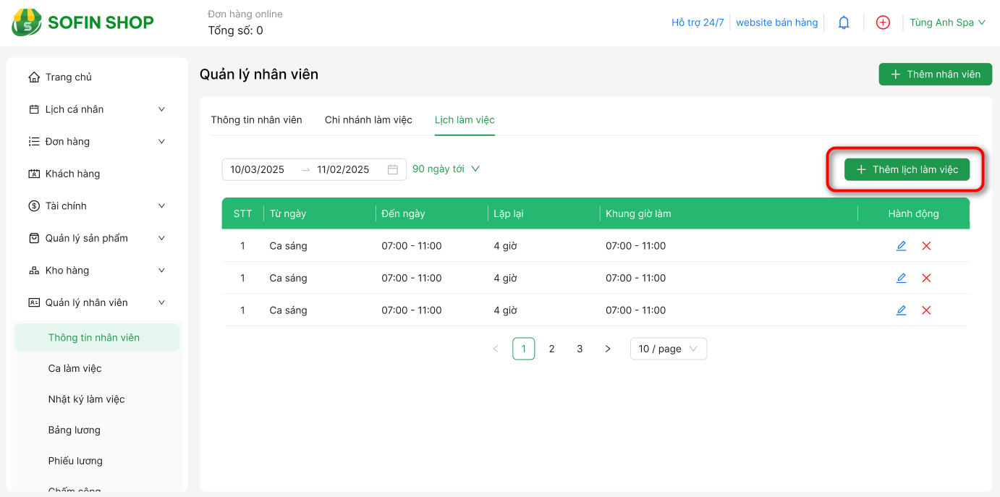 SOFIN SHOP
Đơn hàng online
Tổng số: 0
Hỗ trợ 24/7
website bán hàng
Tùng Anh Spa
Trang chủ
Lịch cá nhân
Đơn hàng
Khách hàng
Tài chính
Quản lý sản phẩm
Kho hàng
Quản lý nhân viên
Thông tin nhân viên
Ca làm việc
Nhật ký làm việc
Bảng lương
Phiếu lương
Chấm công
Quản lý nhân viên
Thêm nhân viên
Thông tin nhân viên Chi nhánh làm việc Lịch làm việc
10/03/2025 → 11/02/2025 90 ngày tới
Thêm lịch làm việc
STT Từ ngày Đến ngày Lặp lại Khung giờ làm Hành động
1 Ca sáng 07:00 - 11:00 4 giờ 07:00 - 11:00
1 Ca sáng 07:00 - 11:00 4 giờ 07:00 - 11:00
1 Ca sáng 07:00 - 11:00 4 giờ 07:00 - 11:00
< 1 2 3 > 10 / page